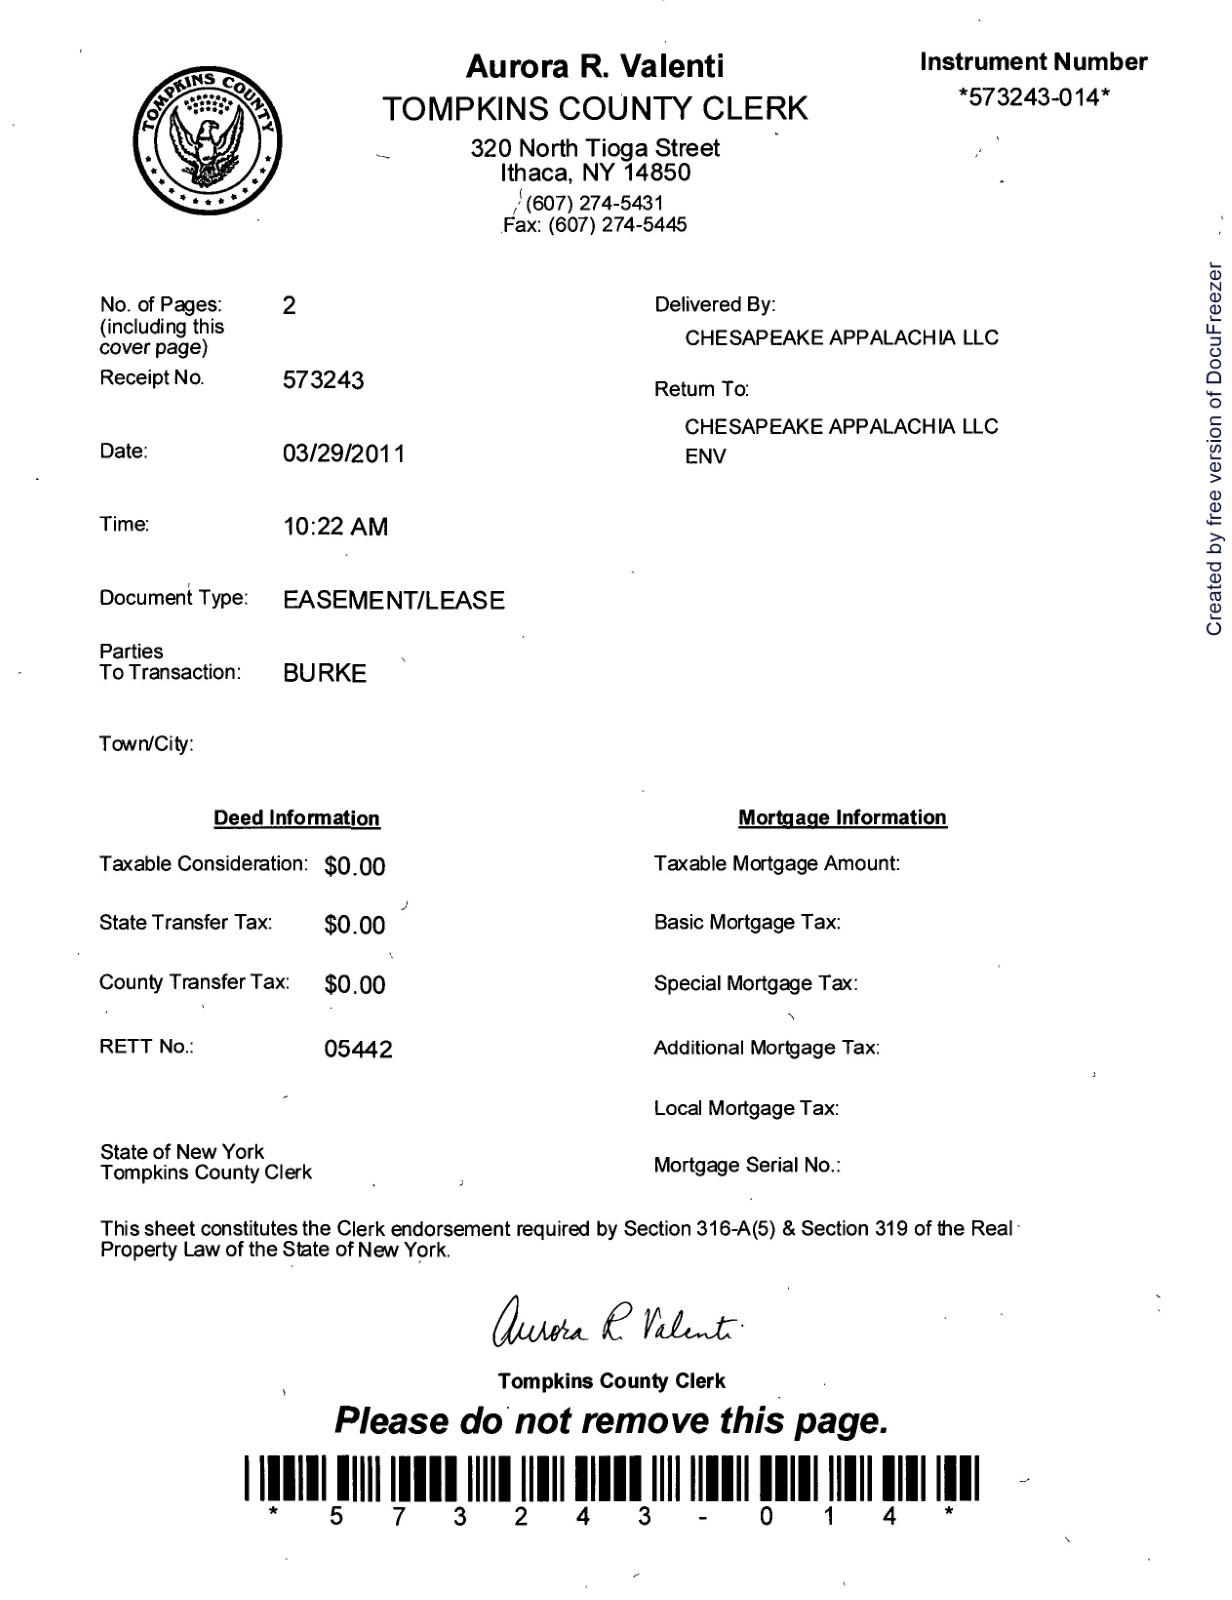 TOMPKINS COUNTY
Aurora R. Valenti
TOMPKINS COUNTY CLERK
320 North Tioga Street
Ithaca, NY 14850
(607) 274-5431
Fax: (607) 274-5445
Instrument Number
*573243-014*
No. of Pages: 2
(including this
cover page)
Receipt No. 573243
Date: 03/29/2011
Time: 10:22 AM
Document Type: EASEMENT/LEASE
Parties
To Transaction: BURKE
Town/City:
Delivered By:
CHESAPEAKE APPALACHIA LLC
Return To:
CHESAPEAKE APPALACHIA LLC
ENV
Deed Information
Taxable Consideration: $0.00
State Transfer Tax: $0.00
County Transfer Tax: $0.00
RETT No.: 05442
Mortgage Information
Taxable Mortgage Amount:
Basic Mortgage Tax:
Special Mortgage Tax:
Additional Mortgage Tax:
Local Mortgage Tax:
Mortgage Serial No.:
State of New York
Tompkins County Clerk
This sheet constitutes the Clerk endorsement required by Section 316-A(5) & Section 319 of the Real
Property Law of the State of New York.
Aurora R. Valenti
Tompkins County Clerk
Please do not remove this page.
* 5 7 3 2 4 3 - 0 1 4 *
Created by free version of DocuFreezer